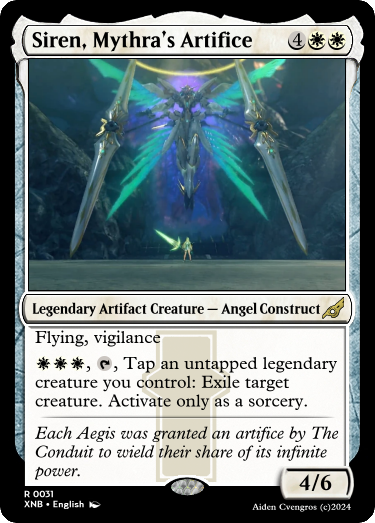 Siren, Mythra's Artifice 4
Legendary Artifact Creature — Angel Construct
Flying, vigilance
, , Tap an untapped legendary
creature you control: Exile target
creature. Activate only as a sorcery.
Each Aegis was granted an artifice by The
Conduit to wield their share of its infinite
power.
4/6
R 0031
XNB • English
Aiden Cvengros (c)2024